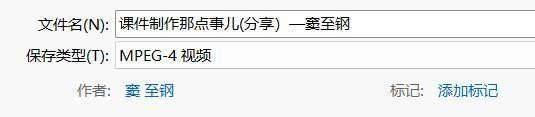 文件名(N): 课件制作那点事儿(分享）—窦至钢
保存类型(T): MPEG-4 视频
作者: 窦 至钢 标记: 添加标记